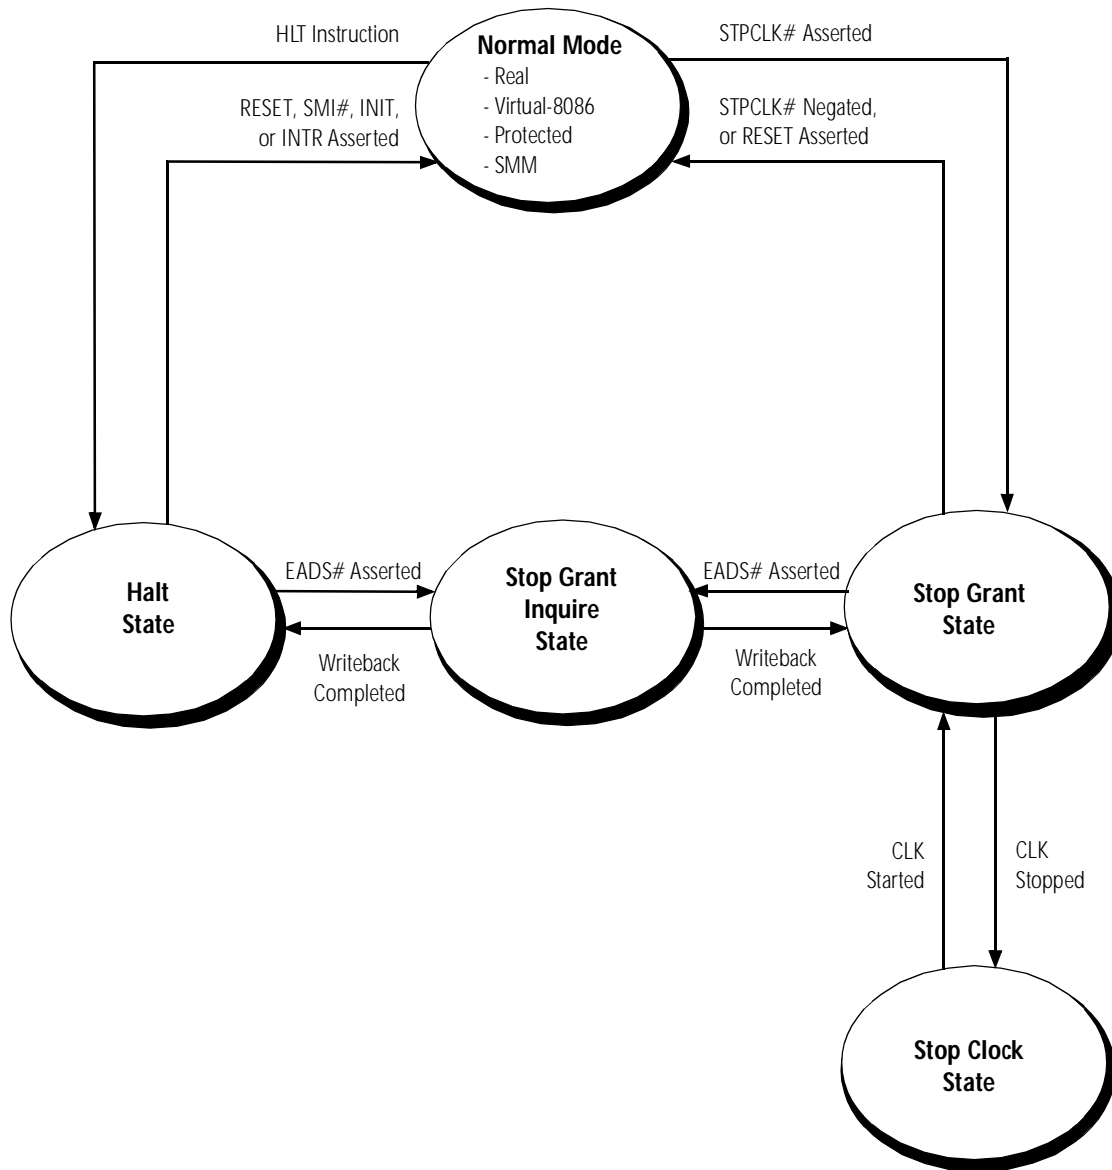 HLT Instruction
Normal Mode
- Real
- Virtual-8086
- Protected
- SMM
STPCLK# Asserted
RESET, SMI#, INIT,
or INTR Asserted
STPCLK# Negated,
or RESET Asserted
Halt
State
EADS# Asserted
Writeback
Completed
Stop Grant
Inquire
State
EADS# Asserted
Writeback
Completed
Stop Grant
State
CLK
Started
CLK
Stopped
Stop Clock
State